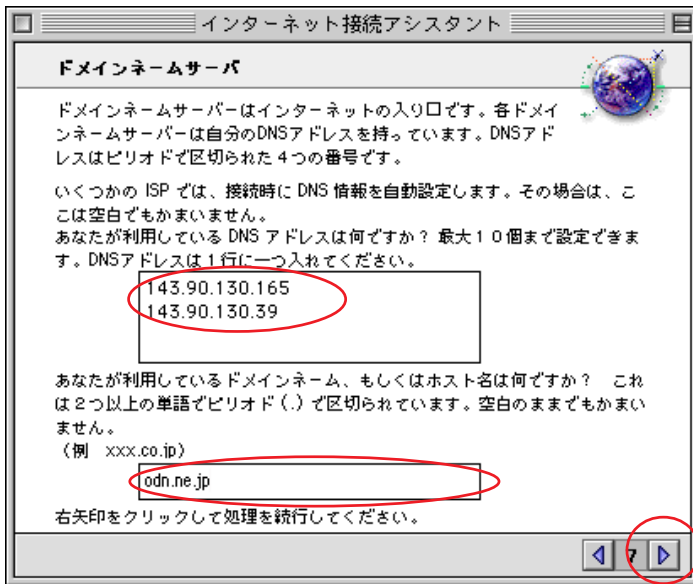 インターネット接続アシスタント
ドメインネームサーバ
ドメインネームサーバーはインターネットの入り口です。各ドメイ
ンネームサーバーは自分のDNSアドレスを持っています。DNSアド
レスはピリオドで区切られた４つの番号です。
いくつかの ISP では、接続時に DNS 情報を自動設定します。その場合は、こ
こは空白でもかまいません。
あなたが利用している DNS アドレスは何ですか？ 最大１０個まで設定できま
す。DNSアドレスは１行に一つ入れてください。
143.90.130.165
143.90.130.39
あなたが利用しているドメインネーム、もしくはホスト名は何ですか？　これ
は２つ以上の単語でピリオド（.）で区切られています。空白のままでもかまい
ません。
（例　xxx.co.jp）
odn.ne.jp
右矢印をクリックして処理を続行してください。
7